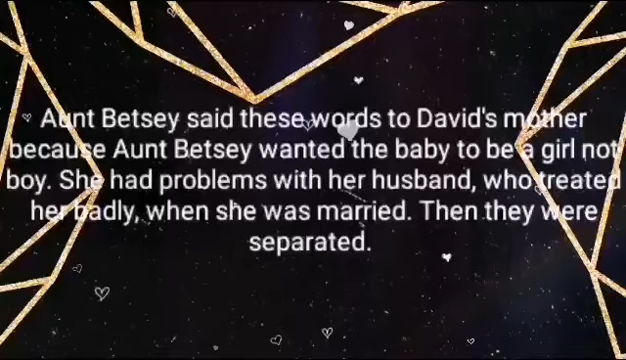 Aunt Betsey said these words to David's mother
because Aunt Betsey wanted the baby to be a girl not
boy. She had problems with her husband, who treated
her badly, when she was married. Then they were
separated.